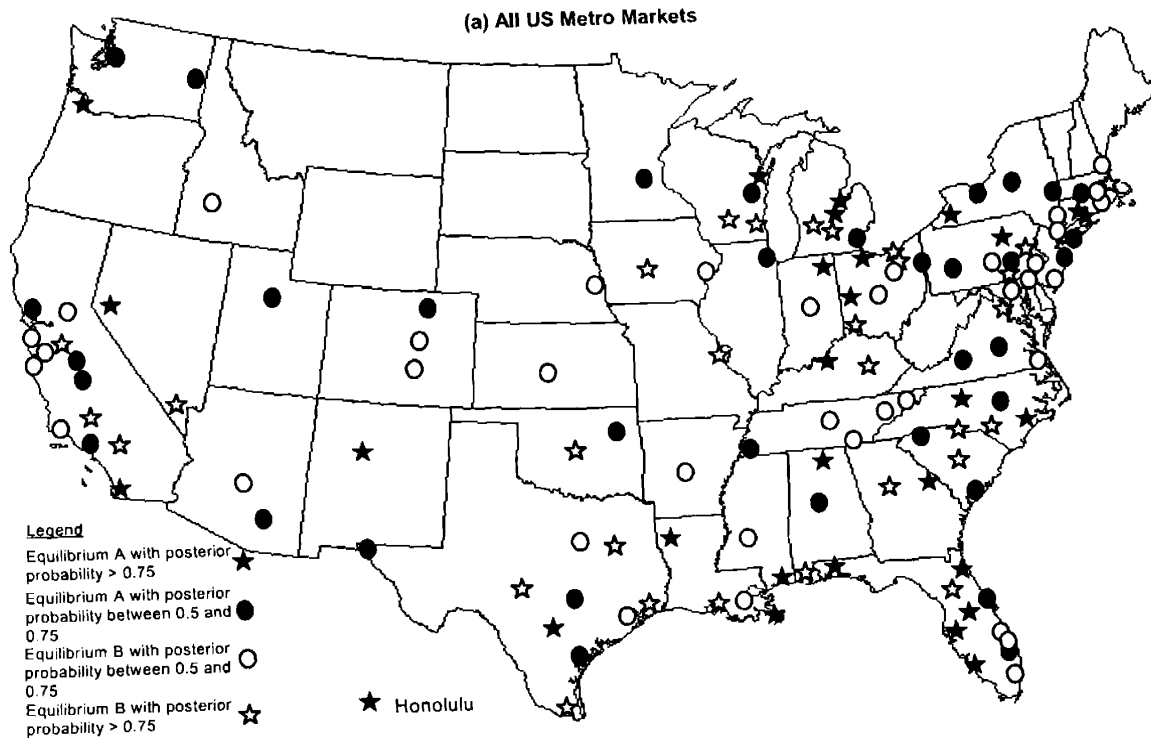 (a) All US Metro Markets
Legend
Equilibrium A with posterior
probability > 0.75
Equilibrium A with posterior
probability between 0.5 and
0.75
Equilibrium B with posterior
probability between 0.5 and
0.75
Equilibrium B with posterior
probability > 0.75
Honolulu